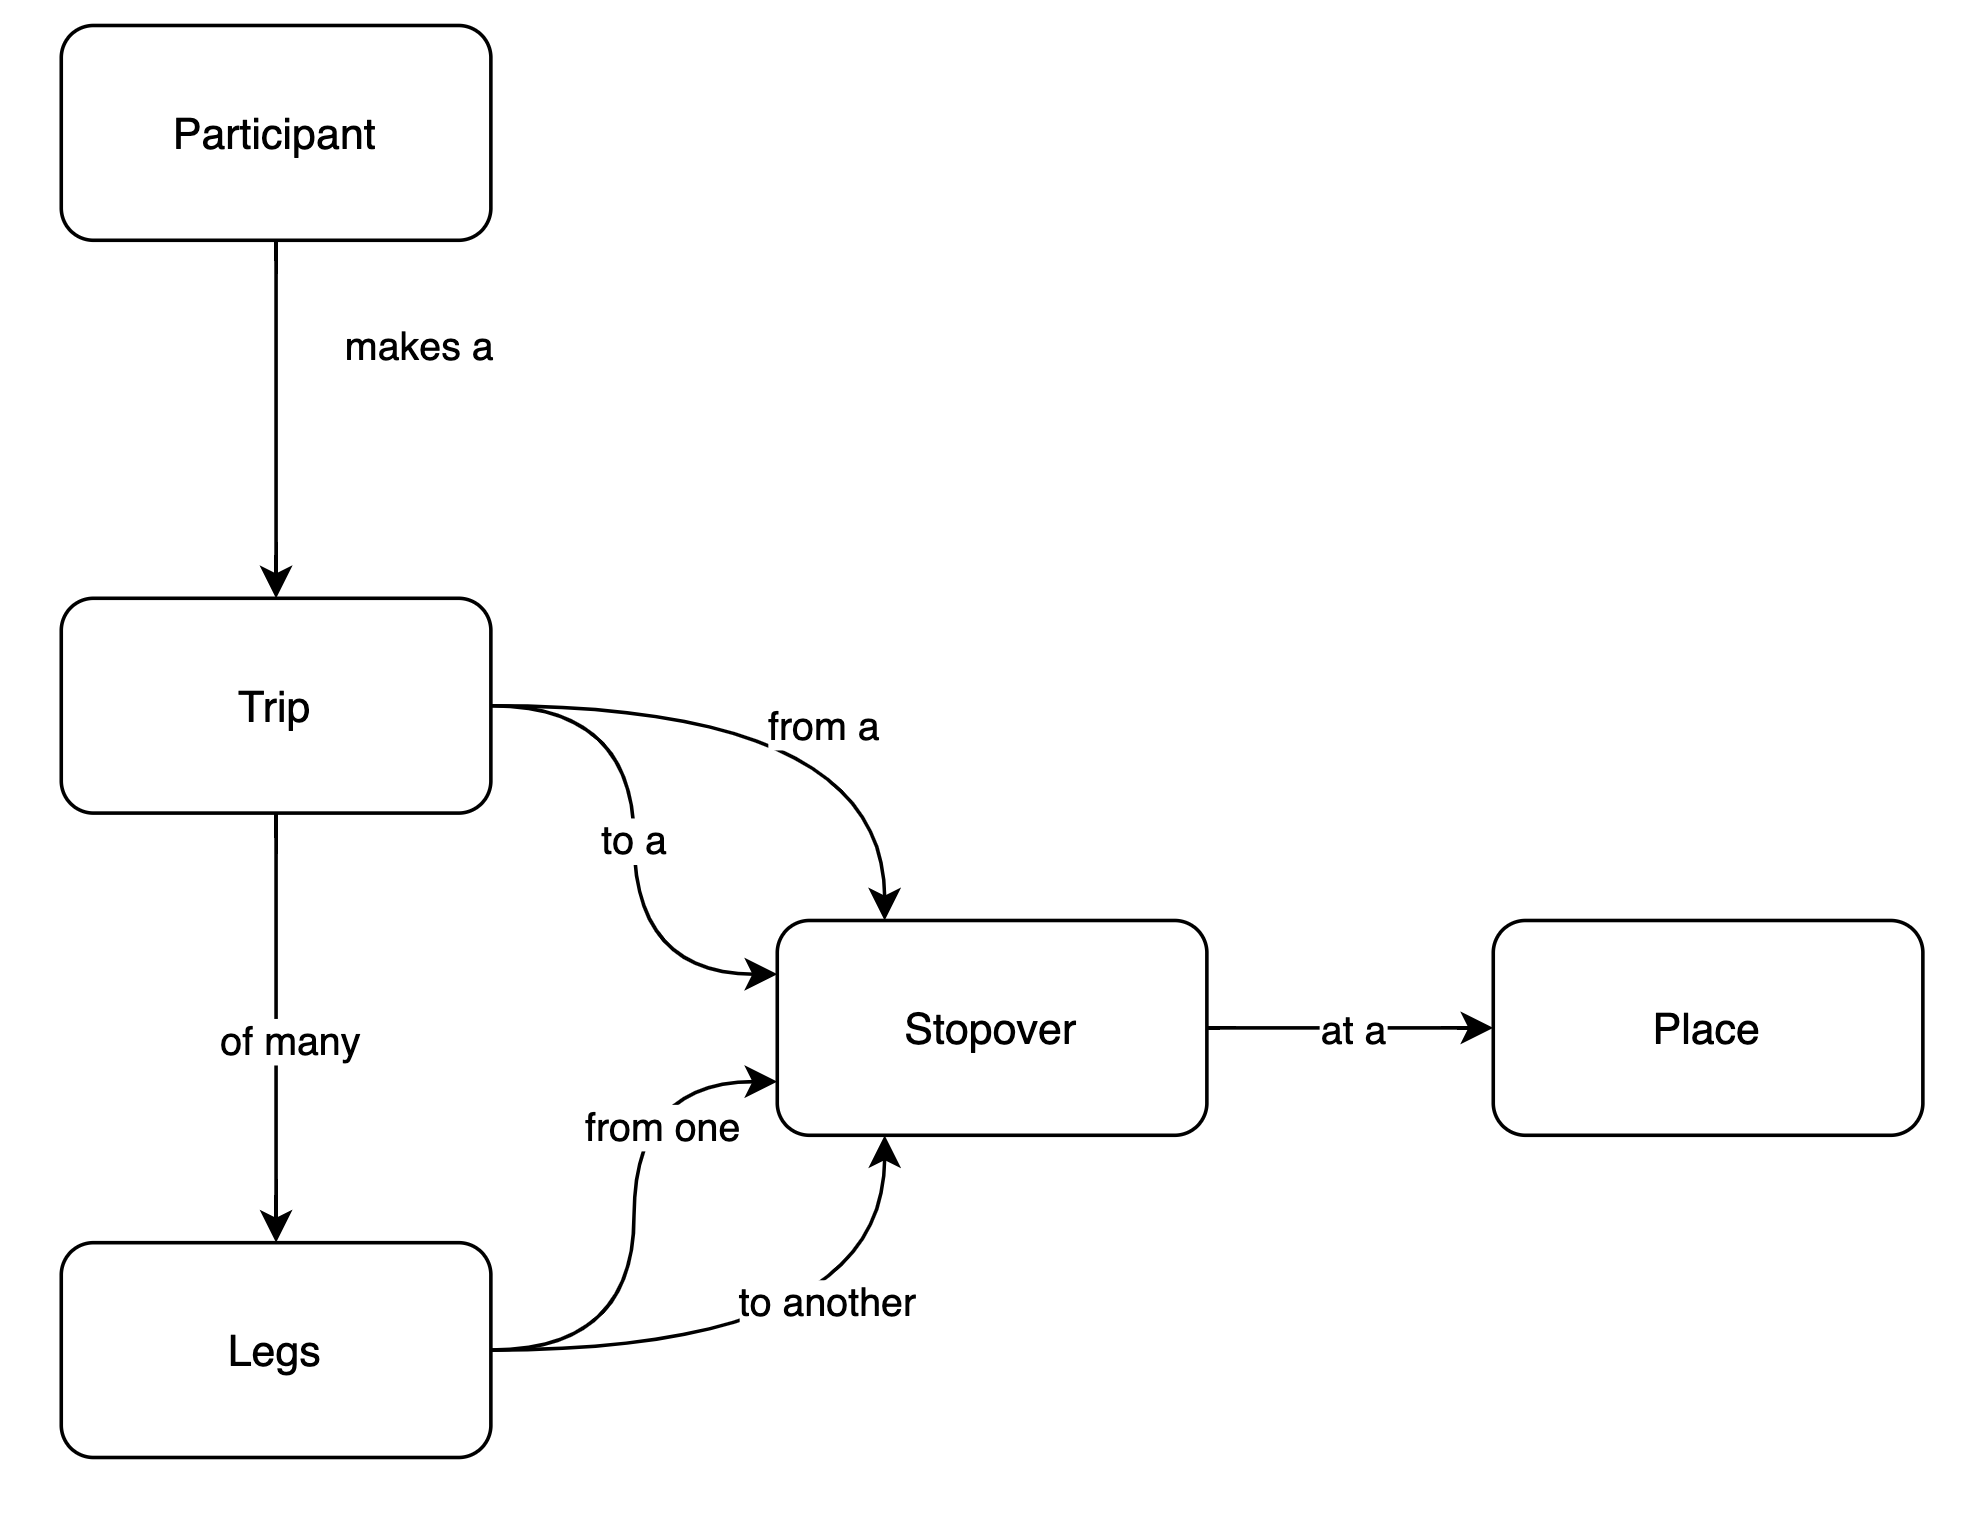 Participant
makes a
Trip
from a
to a
of many
Stopover
at a
Place
from one
to another
Legs